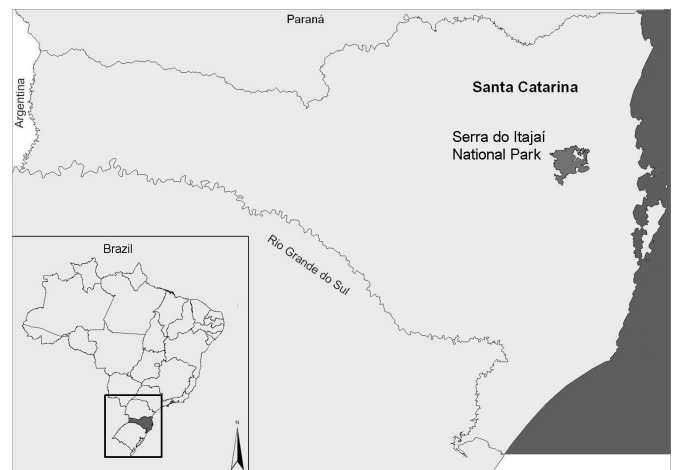 Paraná
Argentina
Santa Catarina
Serra do Itajaí
National Park
Rio Grande do Sul
Brazil
N